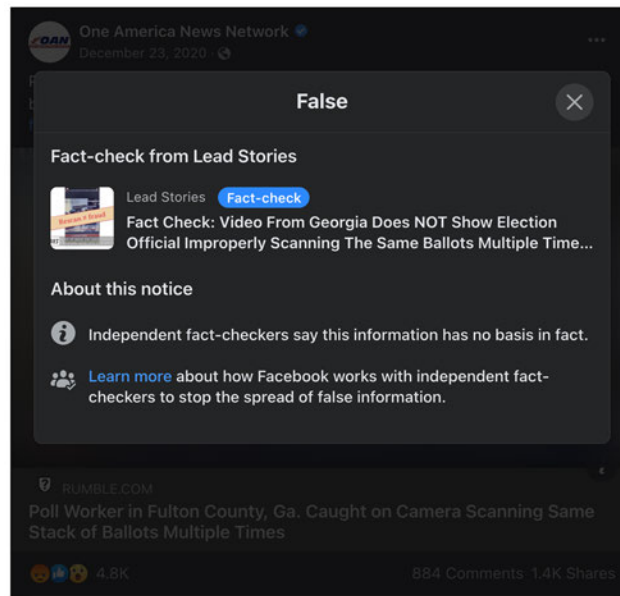 OAN
One America News Network
December 23, 2020 ·
False
Fact-check from Lead Stories
Lead Stories Fact-check
Fact Check: Video From Georgia Does NOT Show Election
Official Improperly Scanning The Same Ballots Multiple Time...
About this notice
Independent fact-checkers say this information has no basis in fact.
Learn more about how Facebook works with independent fact-
checkers to stop the spread of false information.
RUMBLE.COM
Poll Worker in Fulton County, Ga. Caught on Camera Scanning Same
Stack of Ballots Multiple Times
4.8K
884 Comments 1.4K Shares